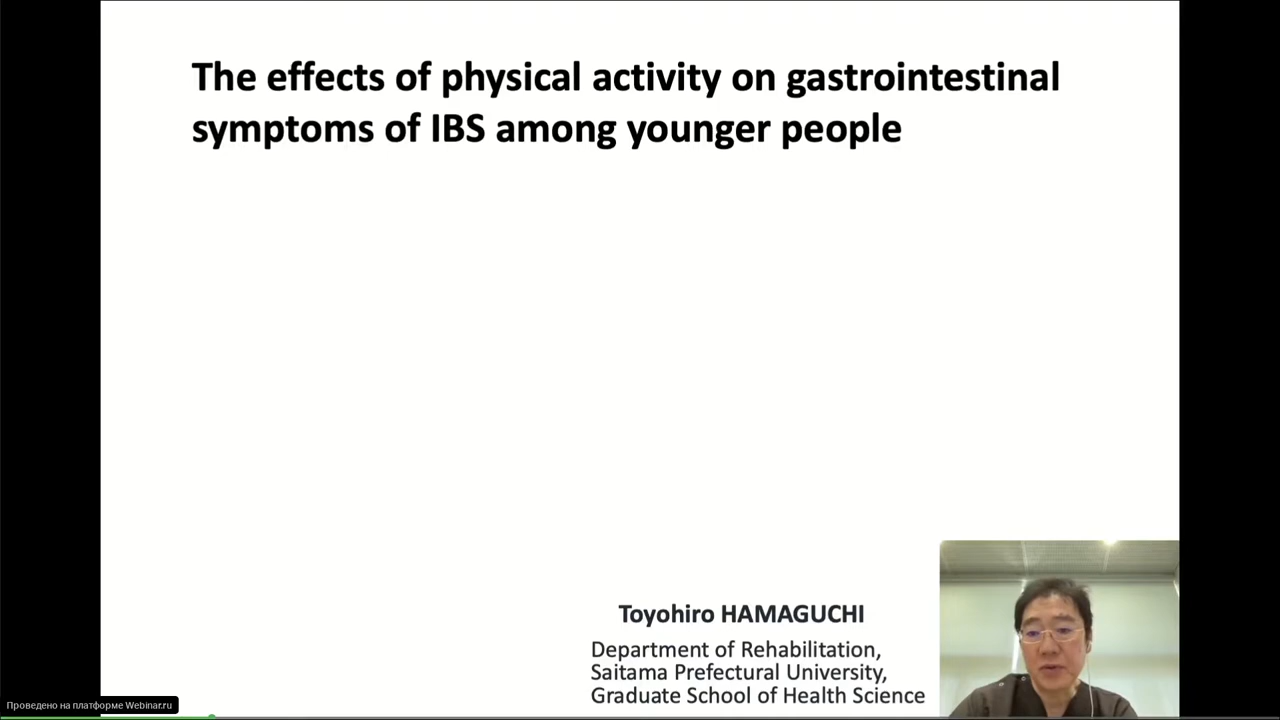 The effects of physical activity on gastrointestinal
symptoms of IBS among younger people
Toyohiro HAMAGUCHI
Department of Rehabilitation,
Saitama Prefectural University,
Graduate School of Health Science
Проведено на платформе Webinar.ru